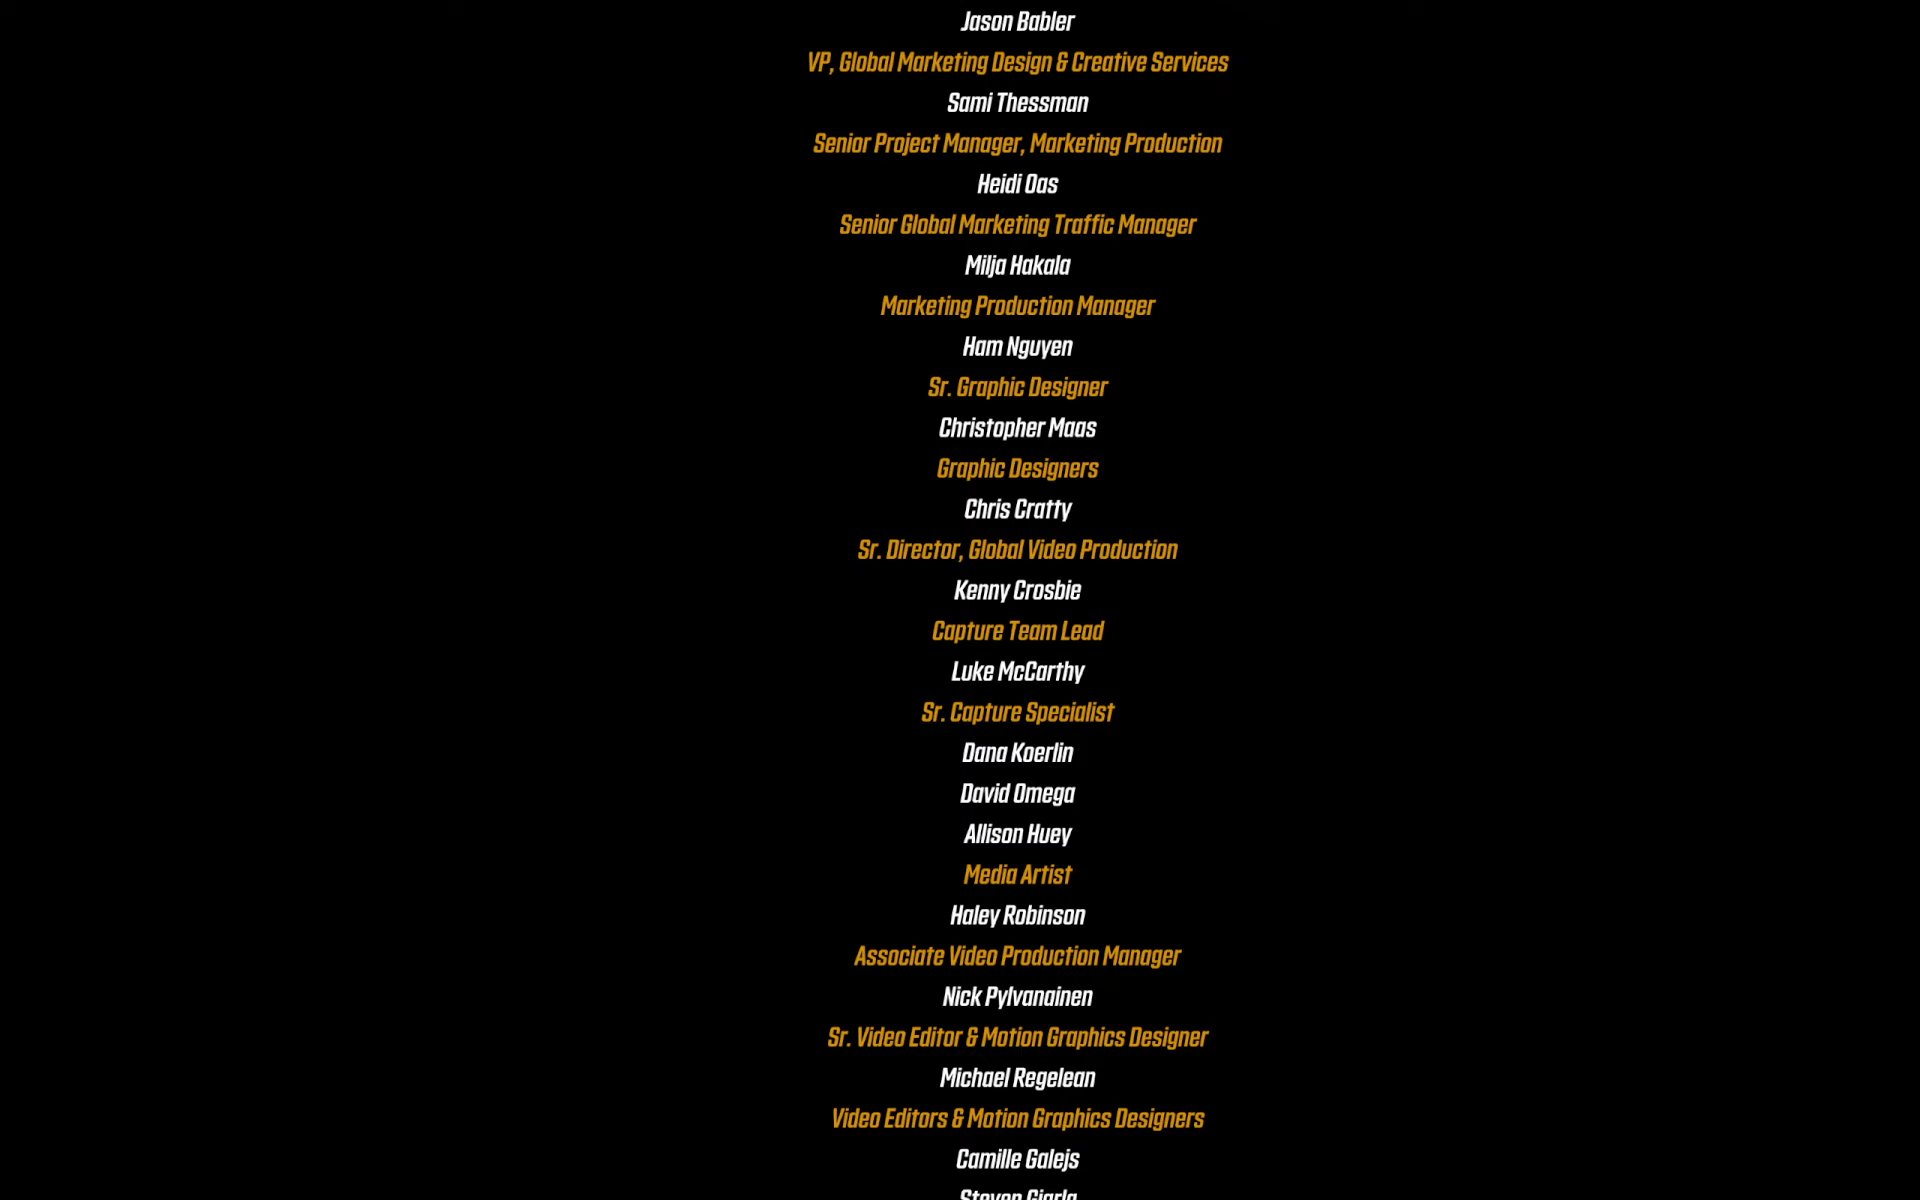 Jason Babler
VP, Global Marketing Design & Creative Services
Sami Thessman
Senior Project Manager, Marketing Production
Heidi Oas
Senior Global Marketing Traffic Manager
Milja Hakala
Marketing Production Manager
Ham Nguyen
Sr. Graphic Designer
Christopher Maas
Graphic Designers
Chris Cratty
Sr. Director, Global Video Production
Kenny Crosbie
Capture Team Lead
Luke McCarthy
Sr. Capture Specialist
Dana Koerlin
David Omega
Allison Huey
Media Artist
Haley Robinson
Associate Video Production Manager
Nick Pylvanainen
Sr. Video Editor & Motion Graphics Designer
Michael Regelean
Video Editors & Motion Graphics Designers
Camille Galejs
Steven